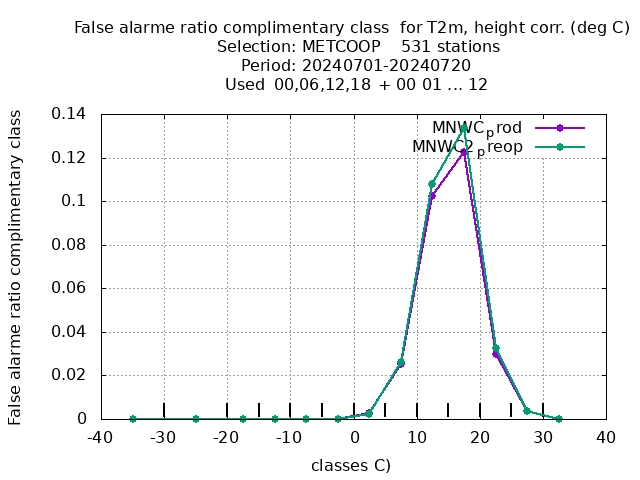 False alarme ratio complimentary class  for T2m, height corr. (deg C)
Selection: METCOOP    531 stations
Period: 20240701-20240720
Used  00,06,12,18 + 00 01 ... 12
False alarme ratio complimentary class
0.14
0.12
0.1
0.08
0.06
0.04
0.02
0
MNWC_prod
MNWC2_preop
-40 -30 -20 -10 0 10 20 30 40
classes C)